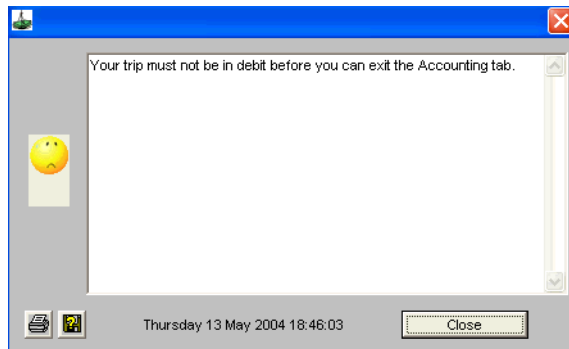 Your trip must not be in debit before you can exit the Accounting tab.
Thursday 13 May 2004 18:46:03
Close